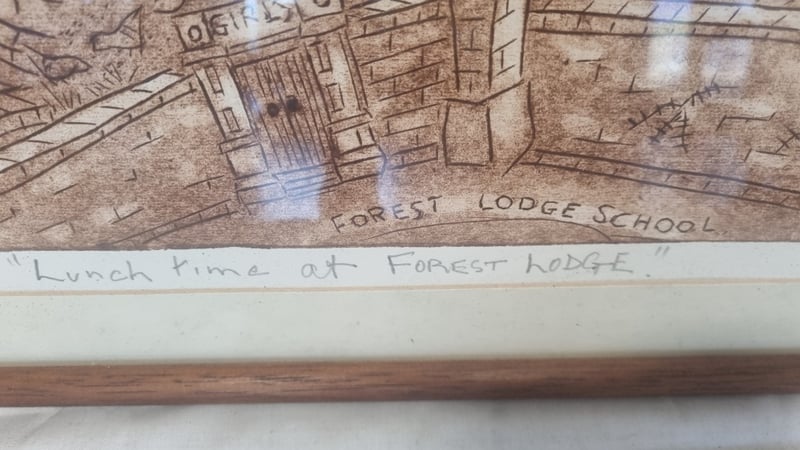 GIRLS
FOREST LODGE SCHOOL
"Lunch time at FOREST LODGE."